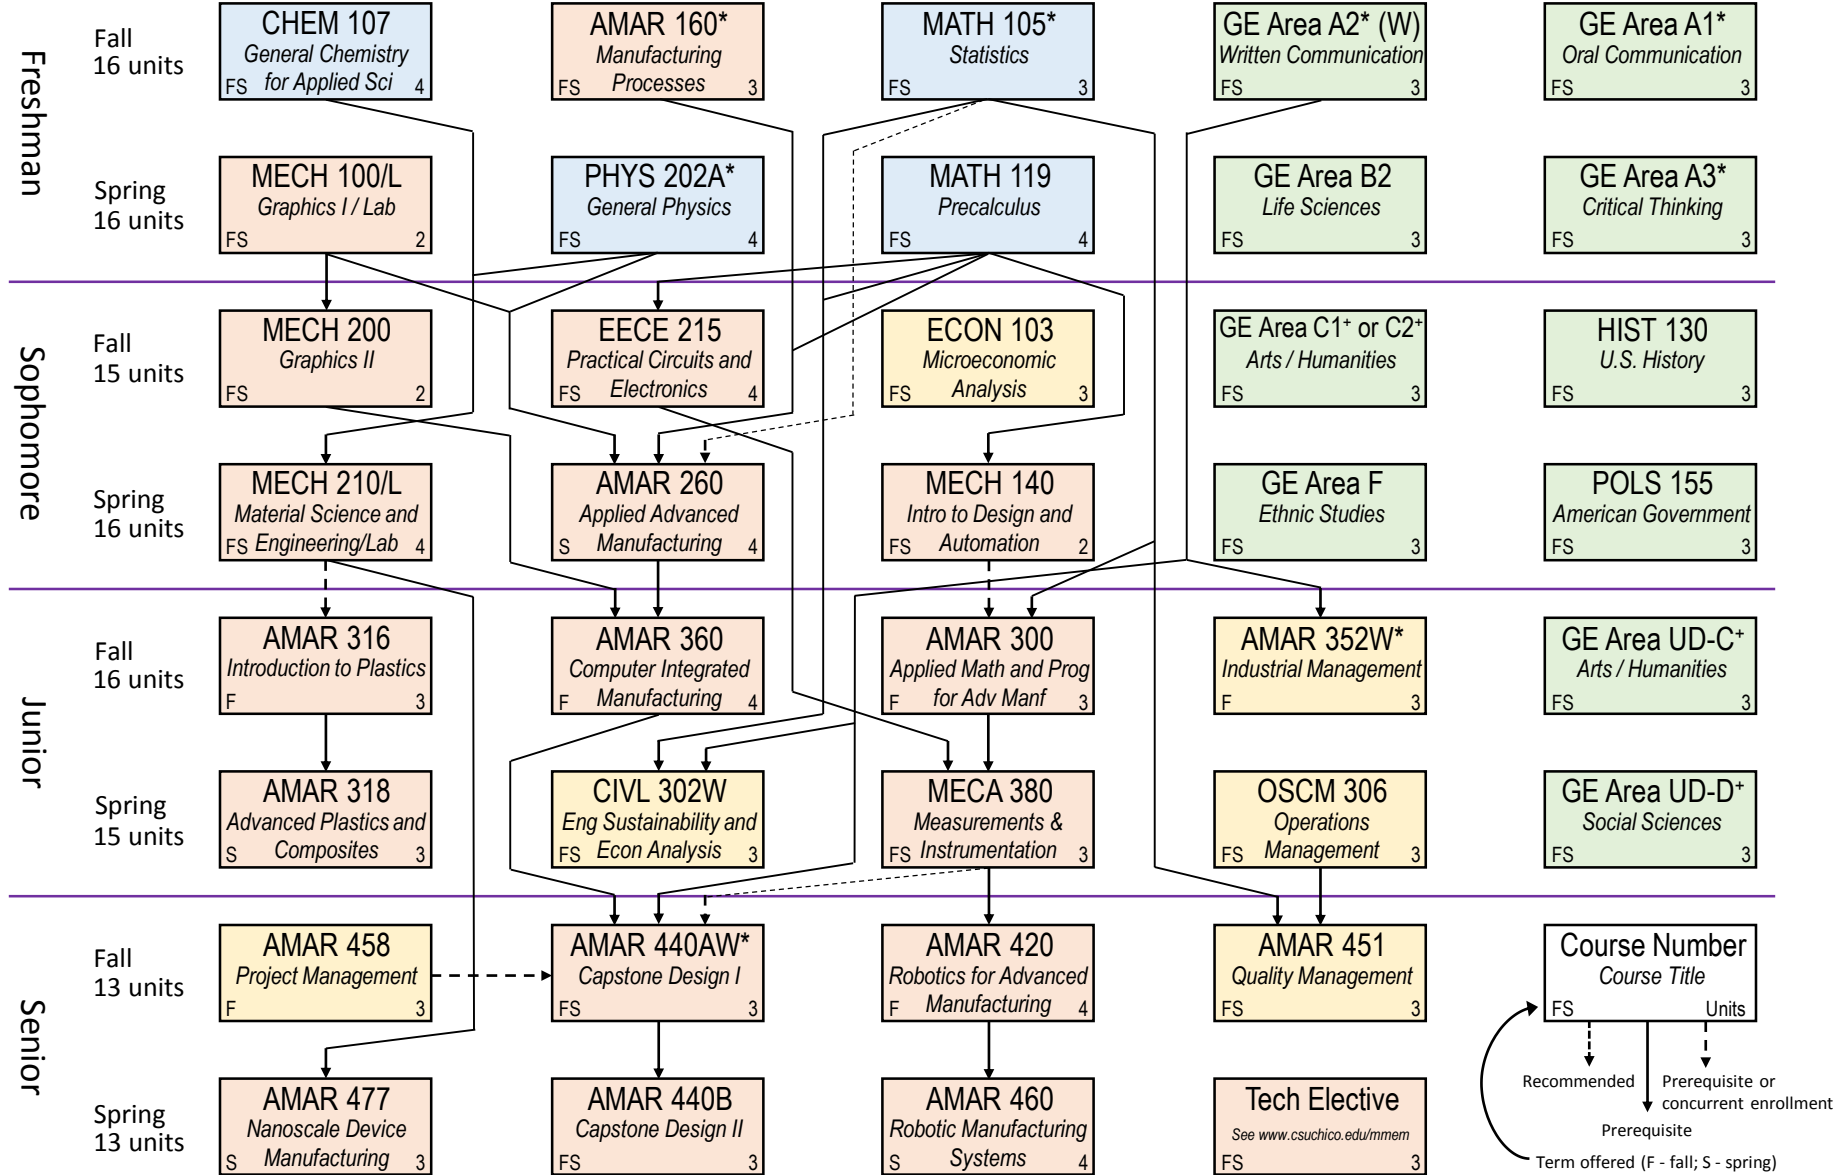 Freshman
Fall
16 units
CHEM 107
General Chemistry
for Applied Sci
FS 4
AMAR 160*
Manufacturing
Processes
FS 3
MATH 105*
Statistics
FS 3
GE Area A2* (W)
Written Communication
FS 3
GE Area A1*
Oral Communication
FS 3
Spring
16 units
MECH 100/L
Graphics I / Lab
FS 2
PHYS 202A*
General Physics
FS 4
MATH 119
Precalculus
FS 4
GE Area B2
Life Sciences
FS 3
GE Area A3*
Critical Thinking
FS 3
Sophomore
Fall
15 units
MECH 200
Graphics II
FS 2
EECE 215
Practical Circuits and
Electronics
FS 4
ECON 103
Microeconomic
Analysis
FS 3
GE Area C1+ or C2+
Arts / Humanities
FS 3
HIST 130
U.S. History
FS 3
Spring
16 units
MECH 210/L
Material Science and
Engineering/Lab
FS 4
AMAR 260
Applied Advanced
Manufacturing
S 4
MECH 140
Intro to Design and
Automation
FS 2
GE Area F
Ethnic Studies
FS 3
POLS 155
American Government
FS 3
Junior
Fall
16 units
AMAR 316
Introduction to Plastics
F 3
AMAR 360
Computer Integrated
Manufacturing
F 4
AMAR 300
Applied Math and Prog
for Adv Manf
F 3
AMAR 352W*
Industrial Management
F 3
GE Area UD-C+
Arts / Humanities
FS 3
Spring
15 units
AMAR 318
Advanced Plastics and
Composites
S 3
CIVL 302W
Eng Sustainability and
Econ Analysis
FS 3
MECA 380
Measurements &
Instrumentation
FS 3
OSCM 306
Operations
Management
FS 3
GE Area UD-D+
Social Sciences
FS 3
Senior
Fall
13 units
AMAR 458
Project Management
F 3
AMAR 440AW*
Capstone Design I
FS 3
AMAR 420
Robotics for Advanced
Manufacturing
F 4
AMAR 451
Quality Management
FS 3
Course Number
Course Title
FS Units
Recommended
Prerequisite or
concurrent enrollment
Prerequisite
Term offered (F - fall; S - spring)
Spring
13 units
AMAR 477
Nanoscale Device
Manufacturing
S 3
AMAR 440B
Capstone Design II
FS 3
AMAR 460
Robotic Manufacturing
Systems
S 4
Tech Elective
See www.csuchico.edu/mmem
FS 3